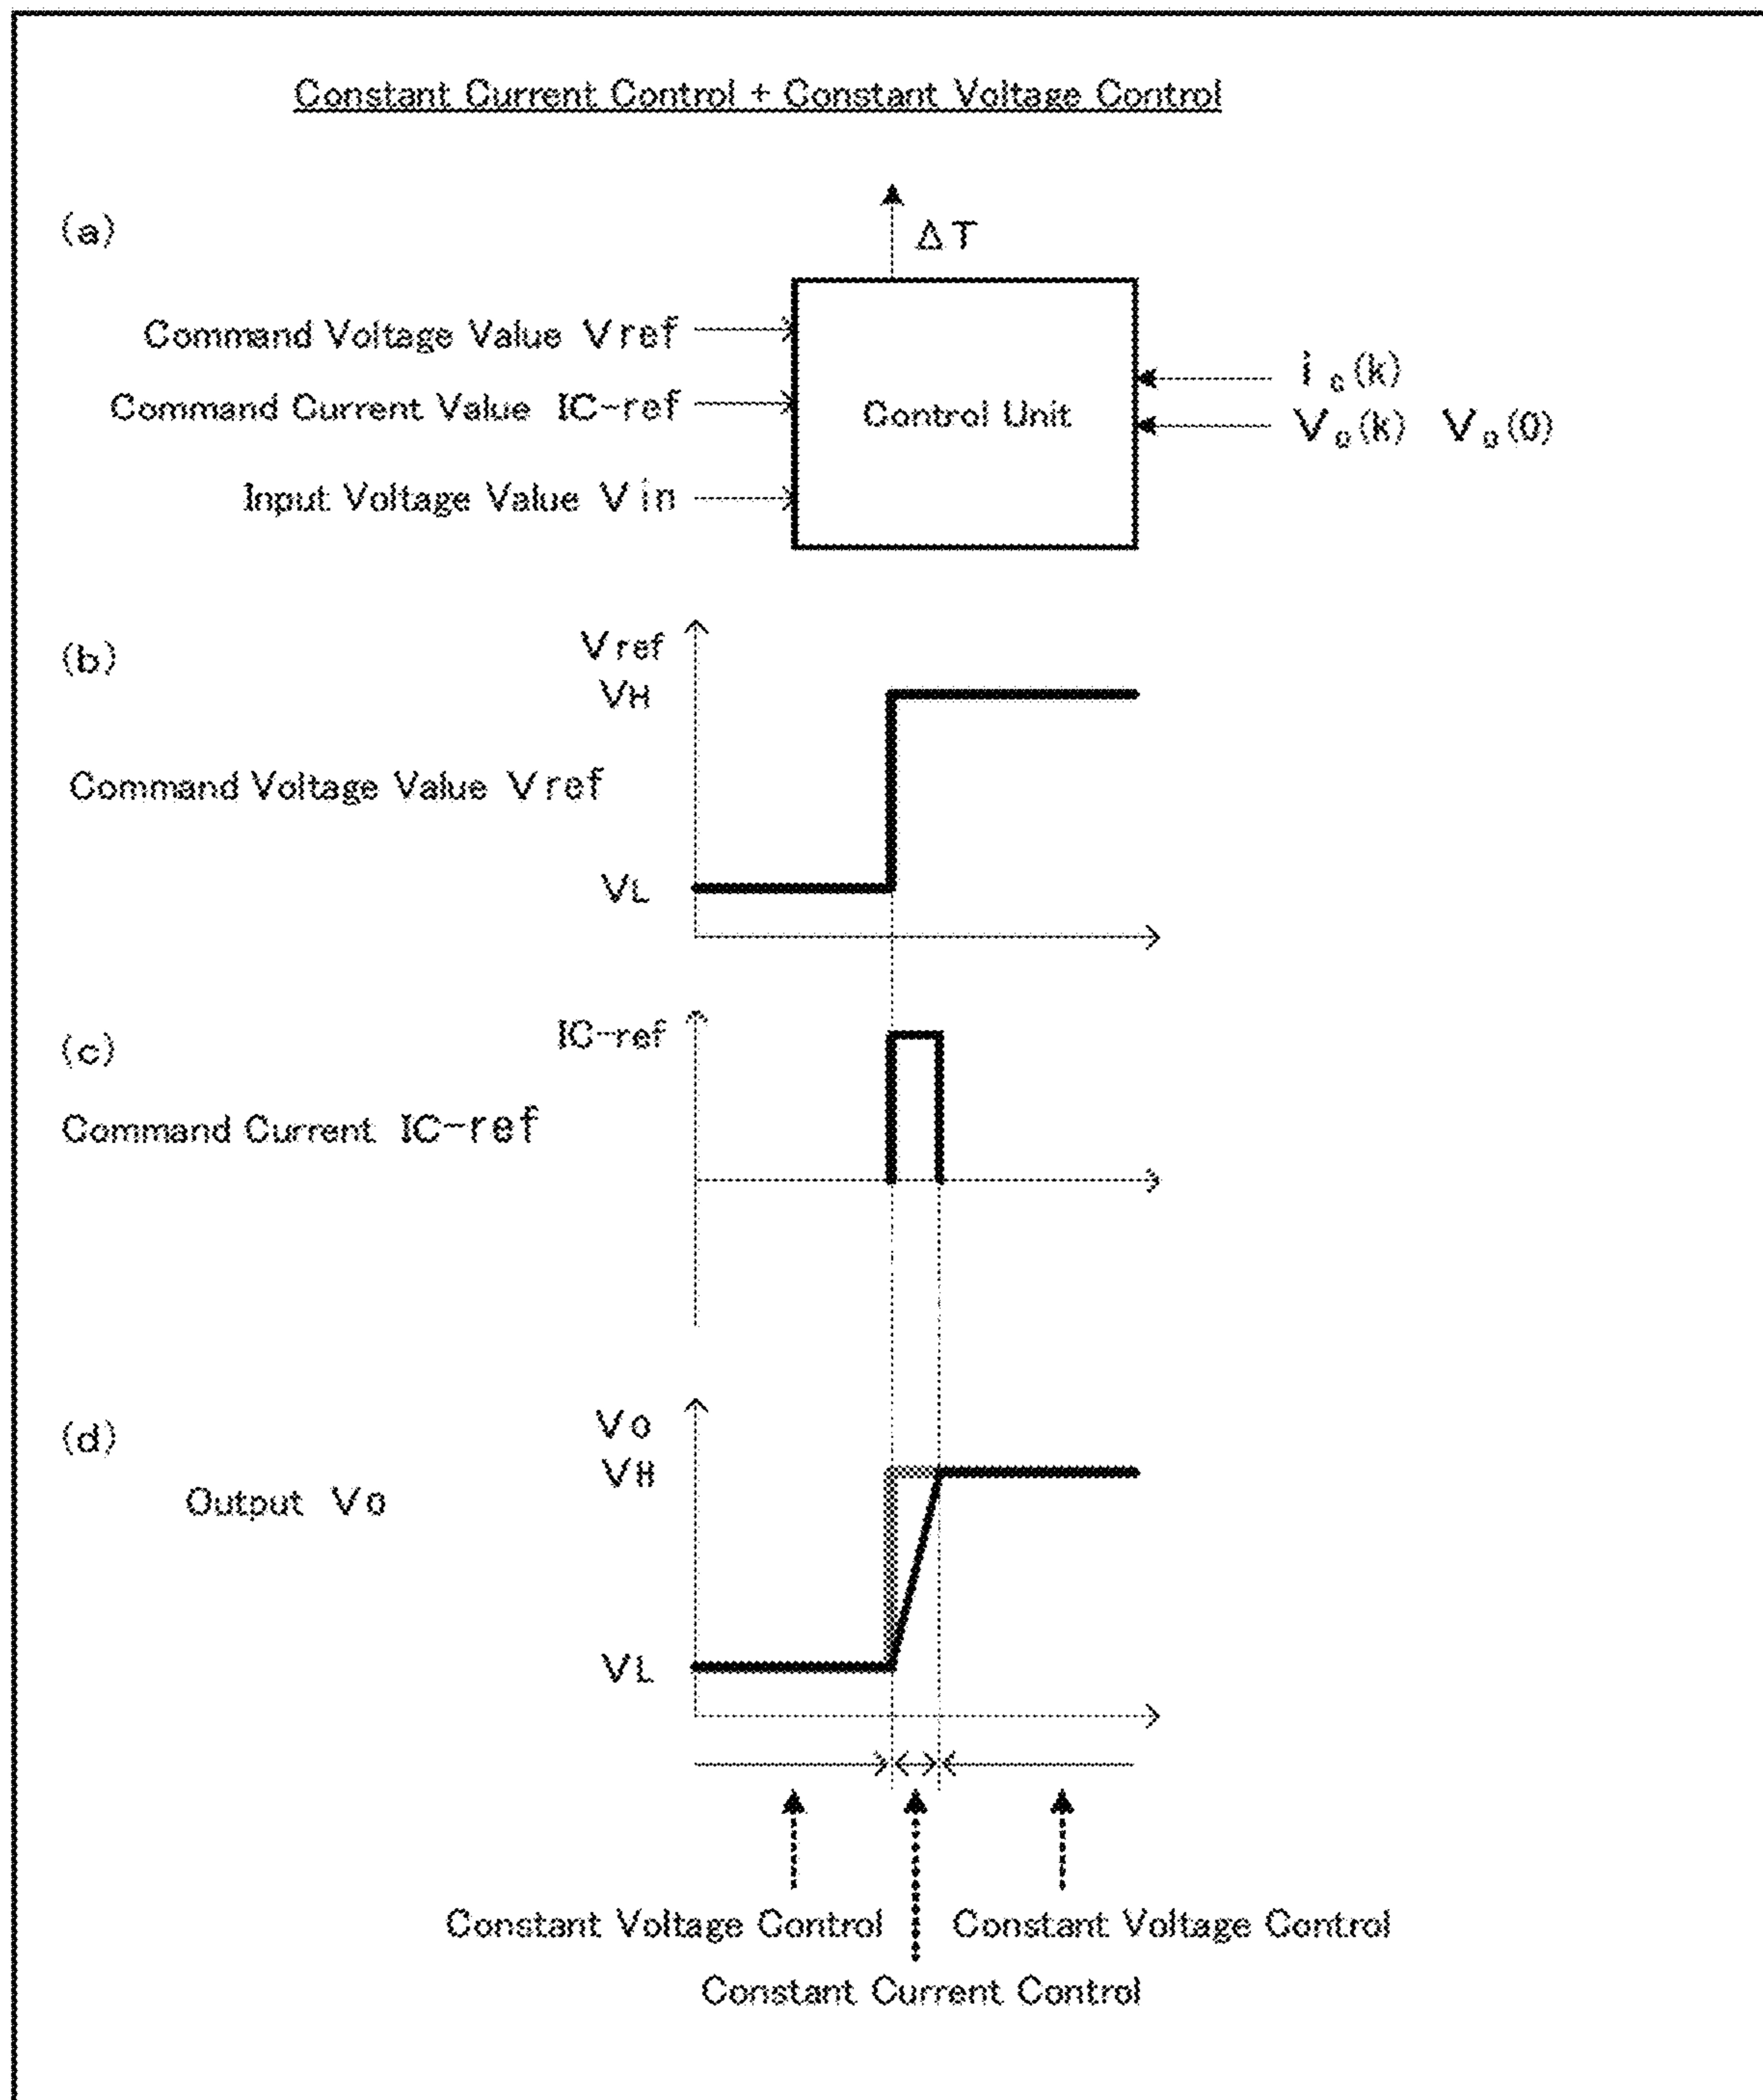 Constant Current Control + Constant Voltage Control
(a)
ΔT
Command Voltage Value Vref
Command Current Value IC-ref
Input Voltage Value Vin
Control Unit
ic(k)
Vo(k) Vo(0)
(b)
Vref
VH
Command Voltage Value Vref
VL
(c)
IC-ref
Command Current IC-ref
(d)
Vo
VH
Output Vo
VL
Constant Voltage Control
Constant Voltage Control
Constant Current Control